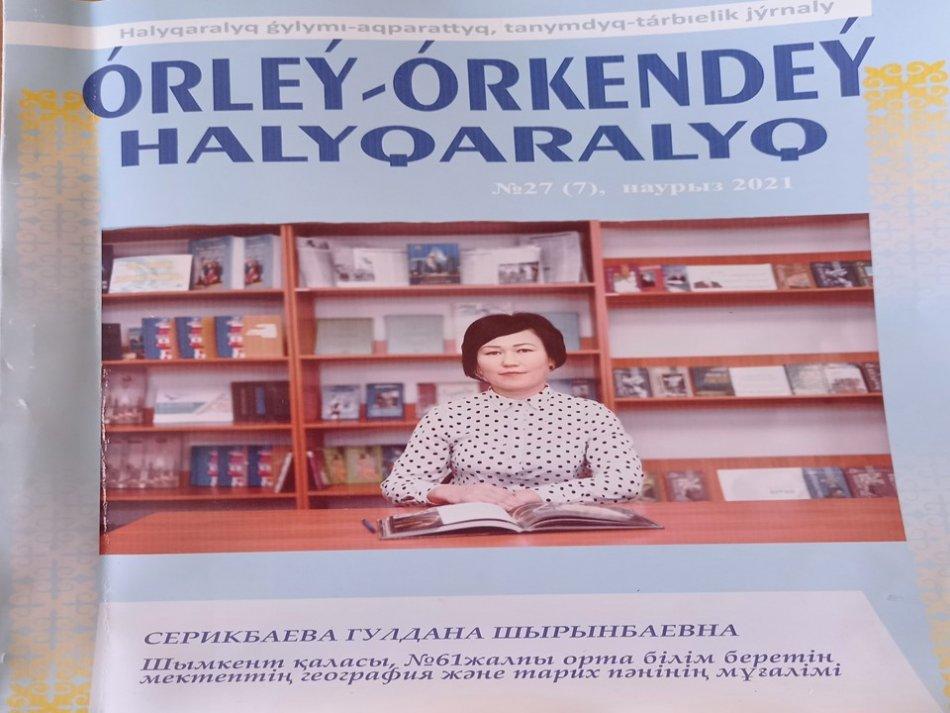 Halyqaralyq ǵylymı-aqparattyq, tanymdyq-tárbıelik jýrnaly
ÓRLEÝ-ÓRKENDEÝ
HALYQARALYQ
№27 (7), наурыз 2021
СЕРИКБАЕВА ГУЛДАНА ШЫРЫНБАЕВНА
Шымкент қаласы, №61жалпы орта білім беретін
мектептің география және тарих пәнінің мұғалімі